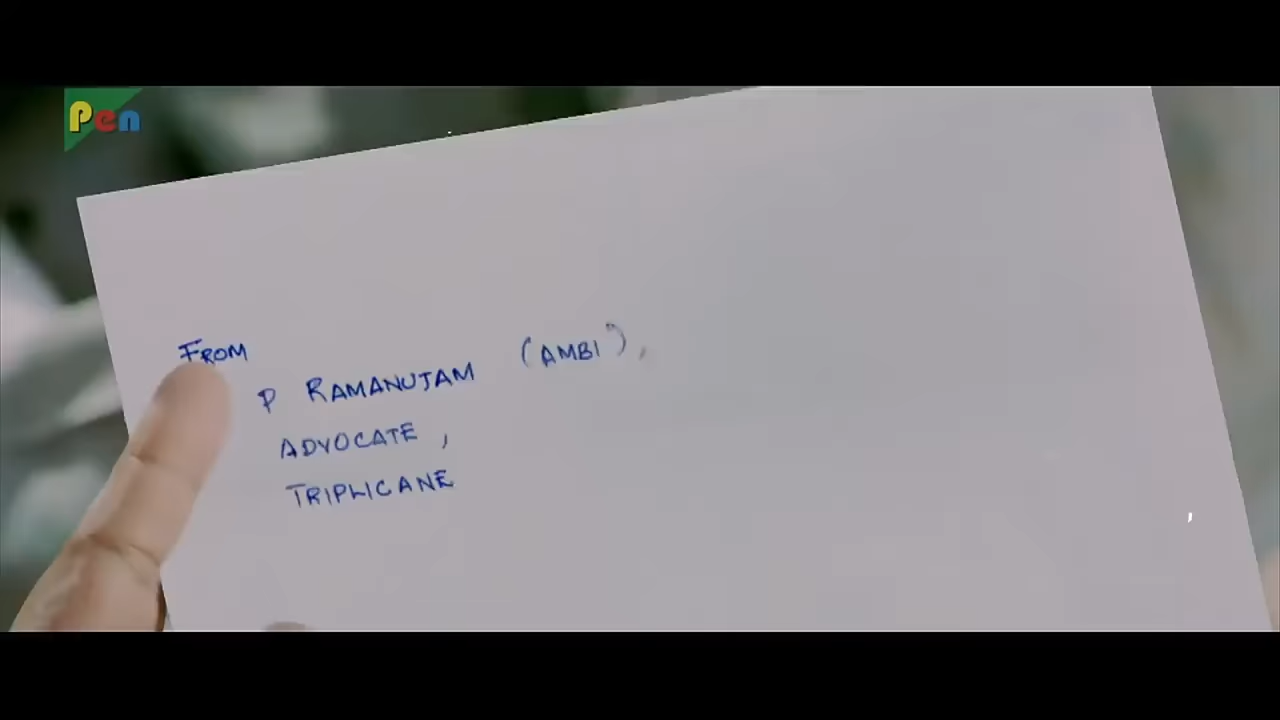 Pen
FROM
P RAMANUJAM (AMBI),
ADVOCATE,
TRIPLICANE